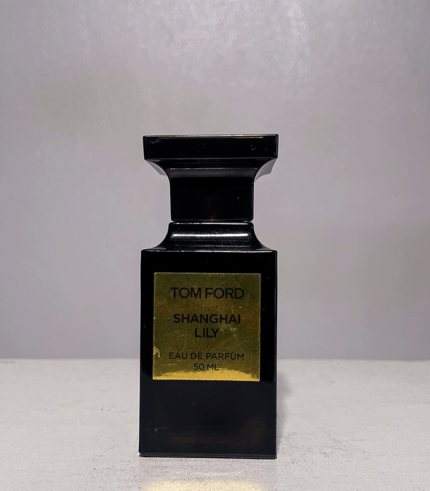 TOM FORD
SHANGHAI
LILY
EAU DE PARFUM
50 ML